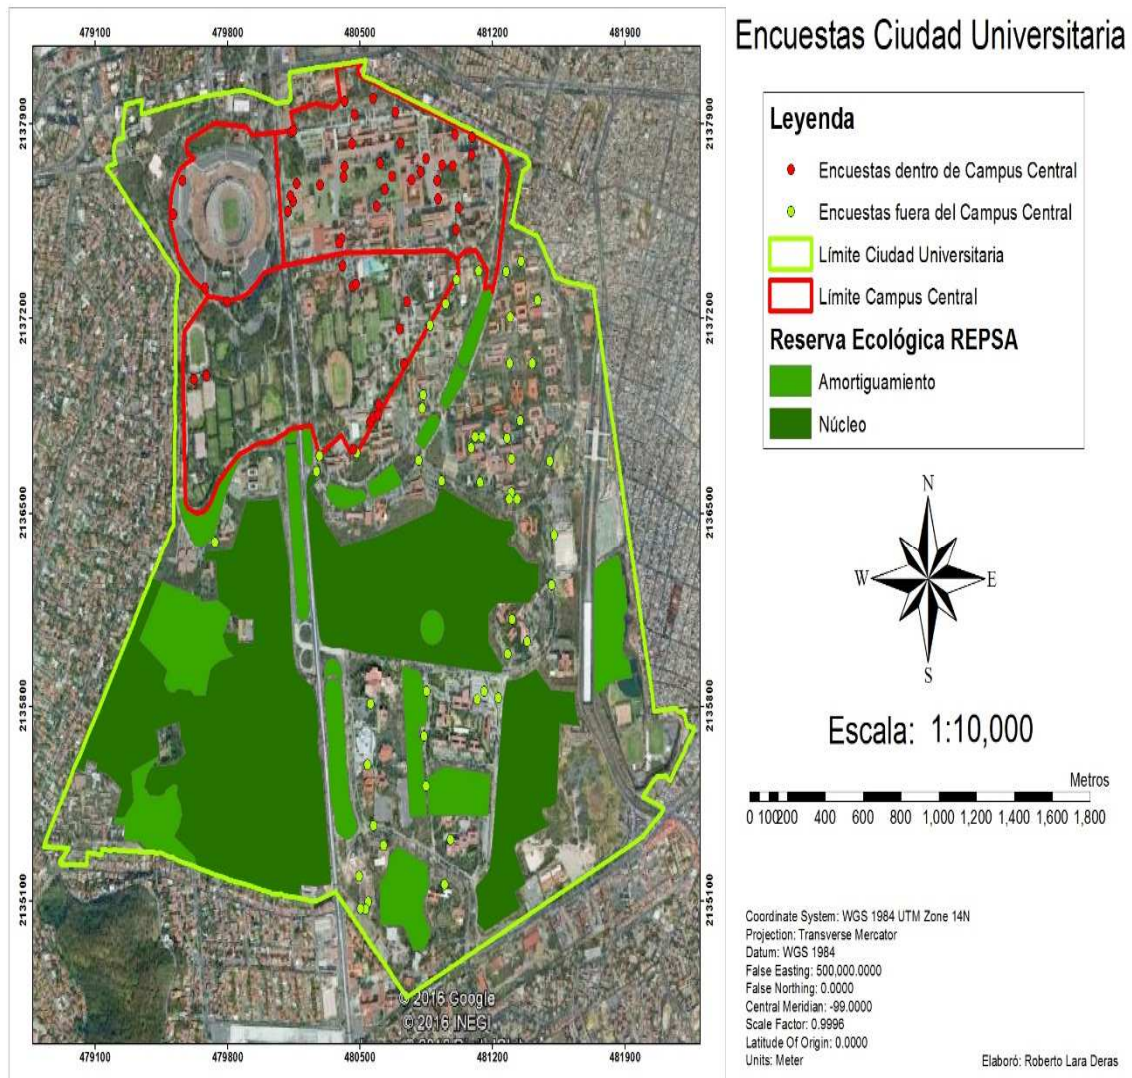 Encuestas Ciudad Universitaria
479100 479800 480500 481200 481900
2137900 2137900
2137200 2137200
2136500 2136500
2135800 2135800
2135100 2135100
479100 479800 480500 481200 481900
© 2016 Google
© 2016 INEGI
Leyenda
Encuestas dentro de Campus Central
Encuestas fuera del Campus Central
Límite Ciudad Universitaria
Límite Campus Central
Reserva Ecológica REPSA
Amortiguamiento
Núcleo
N
W E
S
Escala: 1:10,000
Metros
0 100200 400 600 800 1,000 1,200 1,400 1,600 1,800
Coordinate System: WGS 1984 UTM Zone 14N
Projection: Transverse Mercator
Datum: WGS 1984
False Easting: 500,000.0000
False Northing: 0.0000
Central Meridian: -99.0000
Scale Factor: 0.9996
Latitude Of Origin: 0.0000
Units: Meter
Elaboró: Roberto Lara Deras